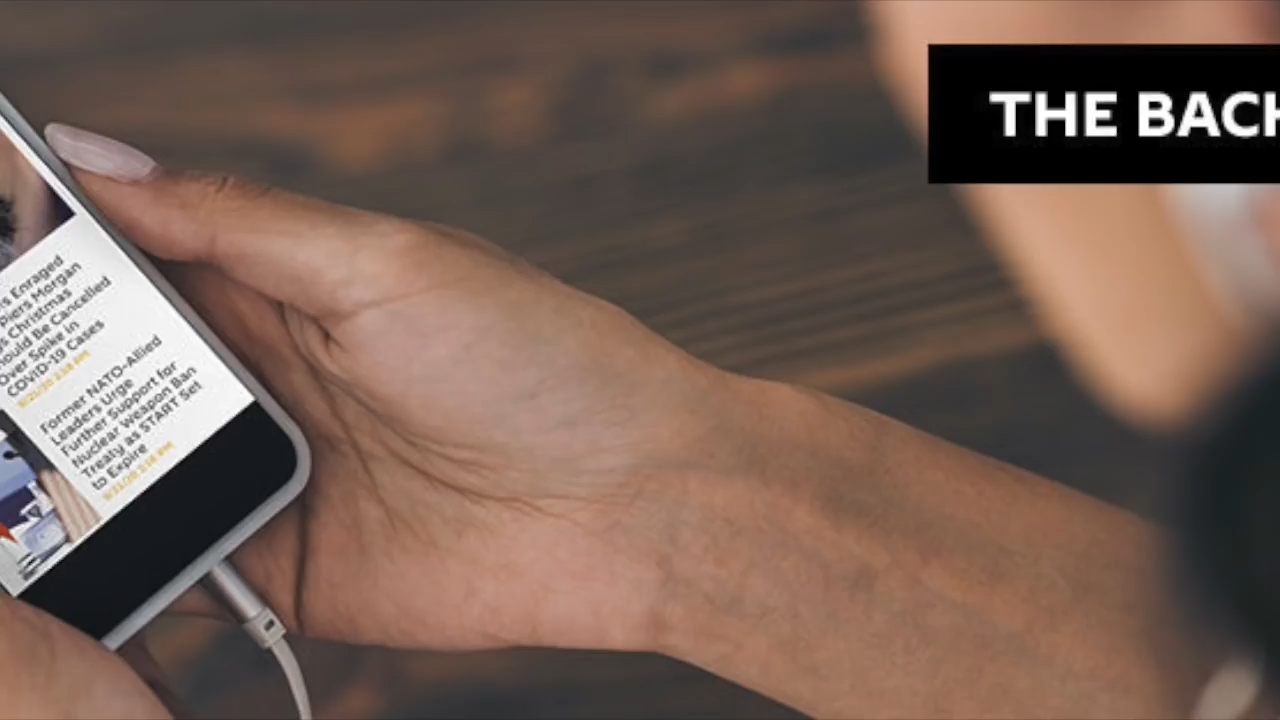 THE BACK
rs Enraged
Piers Morgan
s Christmas
hould Be Cancelled
Over Spike in
COVID-19 Cases
Former NATO-Allied
Leaders Urge
Further Support for
Nuclear Weapon Ban
Treaty as START Set
to Expire